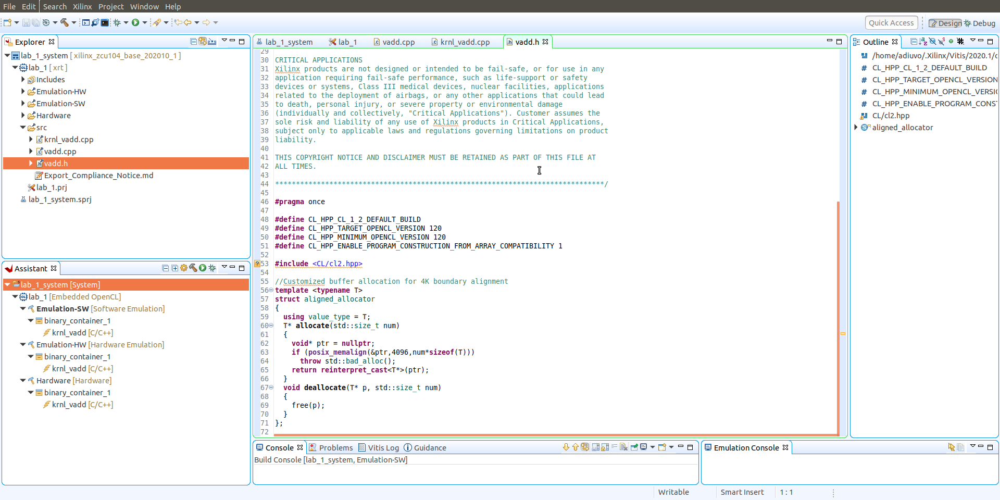 File Edit Search Xilinx Project Window Help
Quick Access Design Debug
Explorer
lab_1_system [ xilinx_zcu104_base_202010_1 ]
lab_1 [ xrt ]
Includes
Emulation-HW
Emulation-SW
Hardware
src
krnl_vadd.cpp
vadd.cpp
vadd.h
Export_Compliance_Notice.md
lab_1.prj
lab_1_system.sprj
Assistant
lab_1_system [System]
lab_1 [Embedded OpenCL]
Emulation-SW [Software Emulation]
binary_container_1
krnl_vadd [C/C++]
Emulation-HW [Hardware Emulation]
binary_container_1
krnl_vadd [C/C++]
Hardware [Hardware]
binary_container_1
krnl_vadd [C/C++]
lab_1_system lab_1 vadd.cpp krnl_vadd.cpp vadd.h
29
30 CRITICAL APPLICATIONS
31 Xilinx products are not designed or intended to be fail-safe, or for use in any
32 application requiring fail-safe performance, such as life-support or safety
33 devices or systems, Class III medical devices, nuclear facilities, applications
34 related to the deployment of airbags, or any other applications that could lead
35 to death, personal injury, or severe property or environmental damage
36 (individually and collectively, "Critical Applications"). Customer assumes the
37 sole risk and liability of any use of Xilinx products in Critical Applications,
38 subject only to applicable laws and regulations governing limitations on product
39 liability.
40
41 THIS COPYRIGHT NOTICE AND DISCLAIMER MUST BE RETAINED AS PART OF THIS FILE AT
42 ALL TIMES.
43
44 *******************************************************************************/
45
46 #pragma once
47
48 #define CL_HPP_CL_1_2_DEFAULT_BUILD
49 #define CL_HPP_TARGET_OPENCL_VERSION 120
50 #define CL_HPP_MINIMUM_OPENCL_VERSION 120
51 #define CL_HPP_ENABLE_PROGRAM_CONSTRUCTION_FROM_ARRAY_COMPATIBILITY 1
52
53 #include <CL/cl2.hpp>
54
55 //Customized buffer allocation for 4K boundary alignment
56 template <typename T>
57 struct aligned_allocator
58 {
59 using value_type = T;
60 T* allocate(std::size_t num)
61 {
62 void* ptr = nullptr;
63 if (posix_memalign(&ptr,4096,num*sizeof(T)))
64 throw std::bad_alloc();
65 return reinterpret_cast<T*>(ptr);
66 }
67 void deallocate(T* p, std::size_t num)
68 {
69 free(p);
70 }
71 };
72
Outline
/home/adiuvo/.Xilinx/Vitis/2020.1/
CL_HPP_CL_1_2_DEFAULT_BUILD
CL_HPP_TARGET_OPENCL_VERSION
CL_HPP_MINIMUM_OPENCL_VERSI
CL_HPP_ENABLE_PROGRAM_CONS
CL/cl2.hpp
aligned_allocator
Console Problems Vitis Log Guidance
Build Console [lab_1_system, Emulation-SW]
Emulation Console
Writable Smart Insert 1 : 1